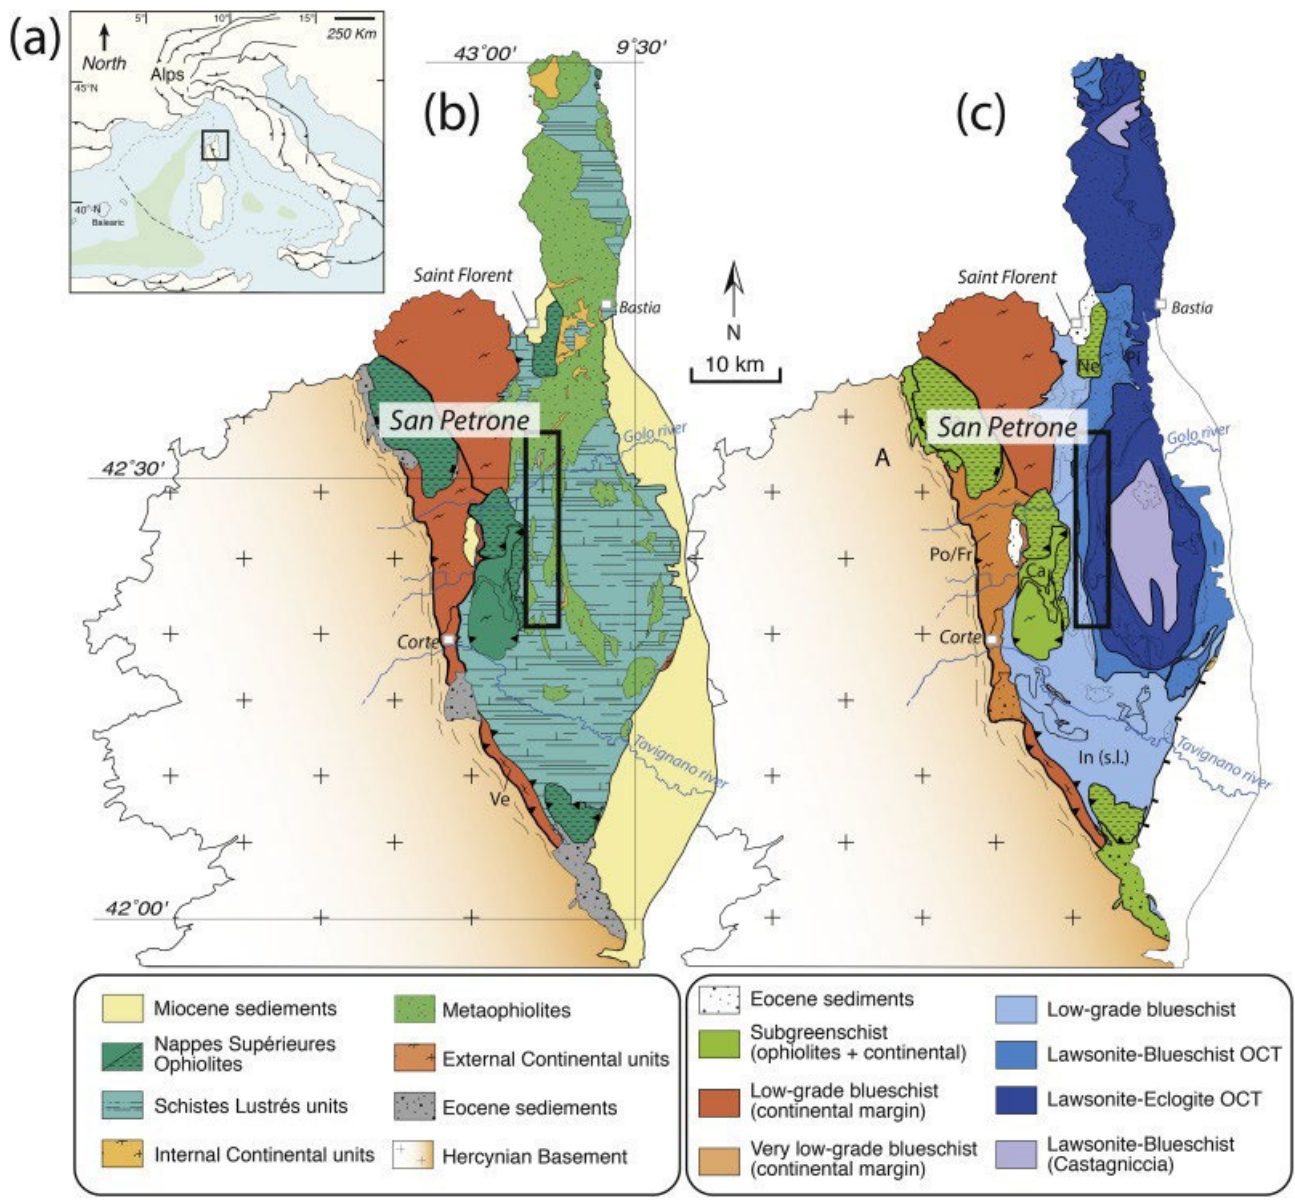 (a)
5°
10°
15°
250 Km
North
Alps
45°N
40°N
Balearic
(b)
43°00'
9°30'
(c)
Saint Florent
Bastia
N
10 km
Saint Florent
Bastia
Ne
Pi
San Petrone
Golo river
San Petrone
Golo river
42°30'
A
Po/Fr
Ca
Corte
Corte
Tavignano river
In (s.l.)
Tavignano river
Ve
42°00'
Miocene sediements
Nappes Supérieures
Ophiolites
Schistes Lustrés units
Internal Continental units
Metaophiolites
External Continental units
Eocene sediements
Hercynian Basement
Eocene sediments
Subgreenschist
(ophiolites + continental)
Low-grade blueschist
(continental margin)
Very low-grade blueschist
(continental margin)
Low-grade blueschist
Lawsonite-Blueschist OCT
Lawsonite-Eclogite OCT
Lawsonite-Blueschist
(Castagniccia)